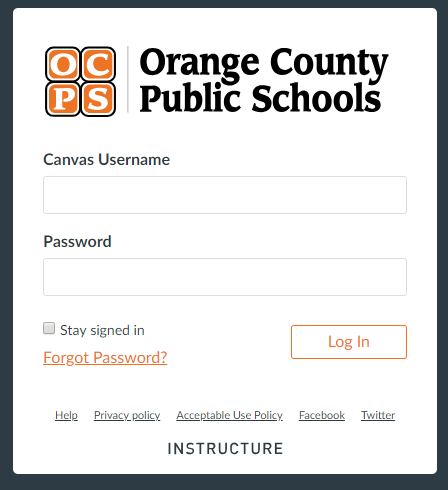 OC
PS
Orange County
Public Schools
Canvas Username
Password
Stay signed in
Log In
Forgot Password?
Help Privacy policy Acceptable Use Policy Facebook Twitter
INSTRUCTURE